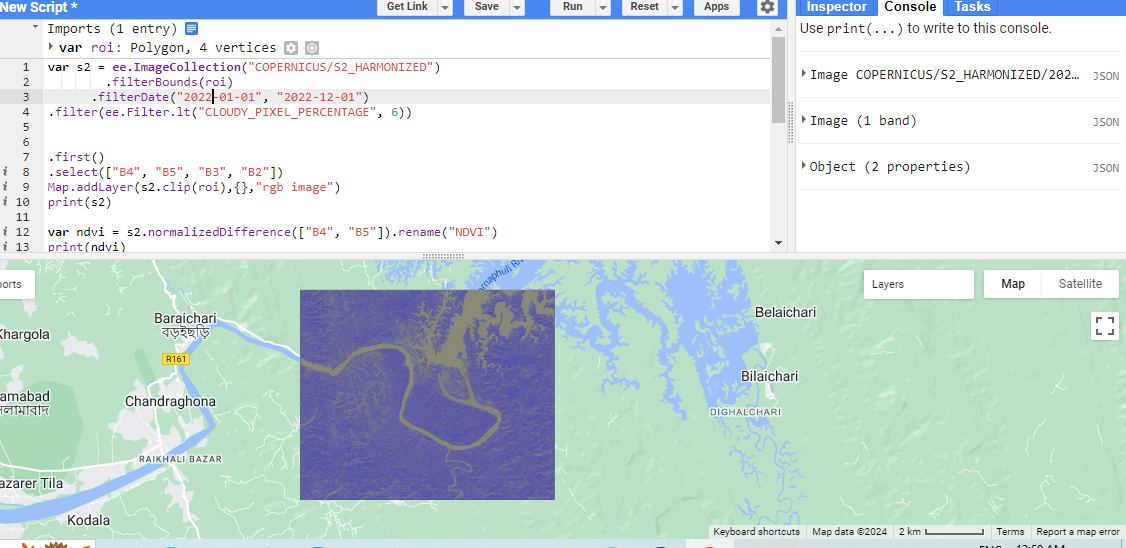 New Script *
Get Link
Save
Run
Reset
Apps
Inspector
Console
Tasks
Imports (1 entry)
var roi: Polygon, 4 vertices
1 var s2 = ee.ImageCollection("COPERNICUS/S2_HARMONIZED")
2 .filterBounds(roi)
3 .filterDate("2022-01-01", "2022-12-01")
4 .filter(ee.Filter.lt("CLOUDY_PIXEL_PERCENTAGE", 6))
5
6
7 .first()
i 8 .select(["B4", "B5", "B3", "B2"])
i 9 Map.addLayer(s2.clip(roi),{},"rgb image")
i 10 print(s2)
11
i 12 var ndvi = s2.normalizedDifference(["B4", "B5"]).rename("NDVI")
i 13 print(ndvi)
Use print(...) to write to this console.
Image COPERNICUS/S2_HARMONIZED/202…
JSON
Image (1 band)
JSON
Object (2 properties)
JSON
orts
Layers
Map
Satellite
Khargola
Baraichari
বড়ইছড়ি
R161
Chandraghona
RAIKHALI BAZAR
Kodala
arnaphuli Riv
Belaichari
Bilaichari
DIGHALCHARI
amabad
সলামাবাদ
azarer Tila
Keyboard shortcuts
Map data ©2024
2 km
Terms
Report a map error